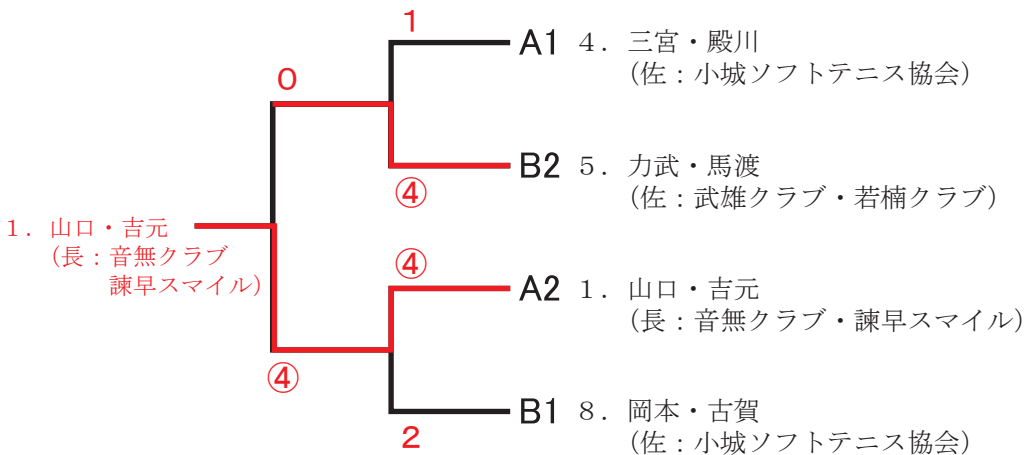 1
A1 4. 三宮・殿川
(佐：小城ソフトテニス協会)
0
B2 5. 力武・馬渡
(佐：武雄クラブ・若楠クラブ)
④
1. 山口・吉元
(長：音無クラブ
諫早スマイル)
④
A2 1. 山口・吉元
(長：音無クラブ・諫早スマイル)
④
B1 8. 岡本・古賀
(佐：小城ソフトテニス協会)
2